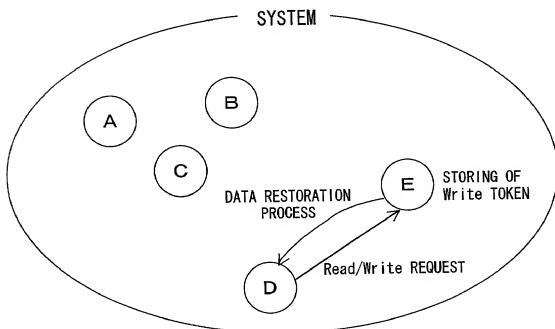 SYSTEM
B
A
C
E
STORING OF
Write TOKEN
DATA RESTORATION
PROCESS
Read/Write REQUEST
D